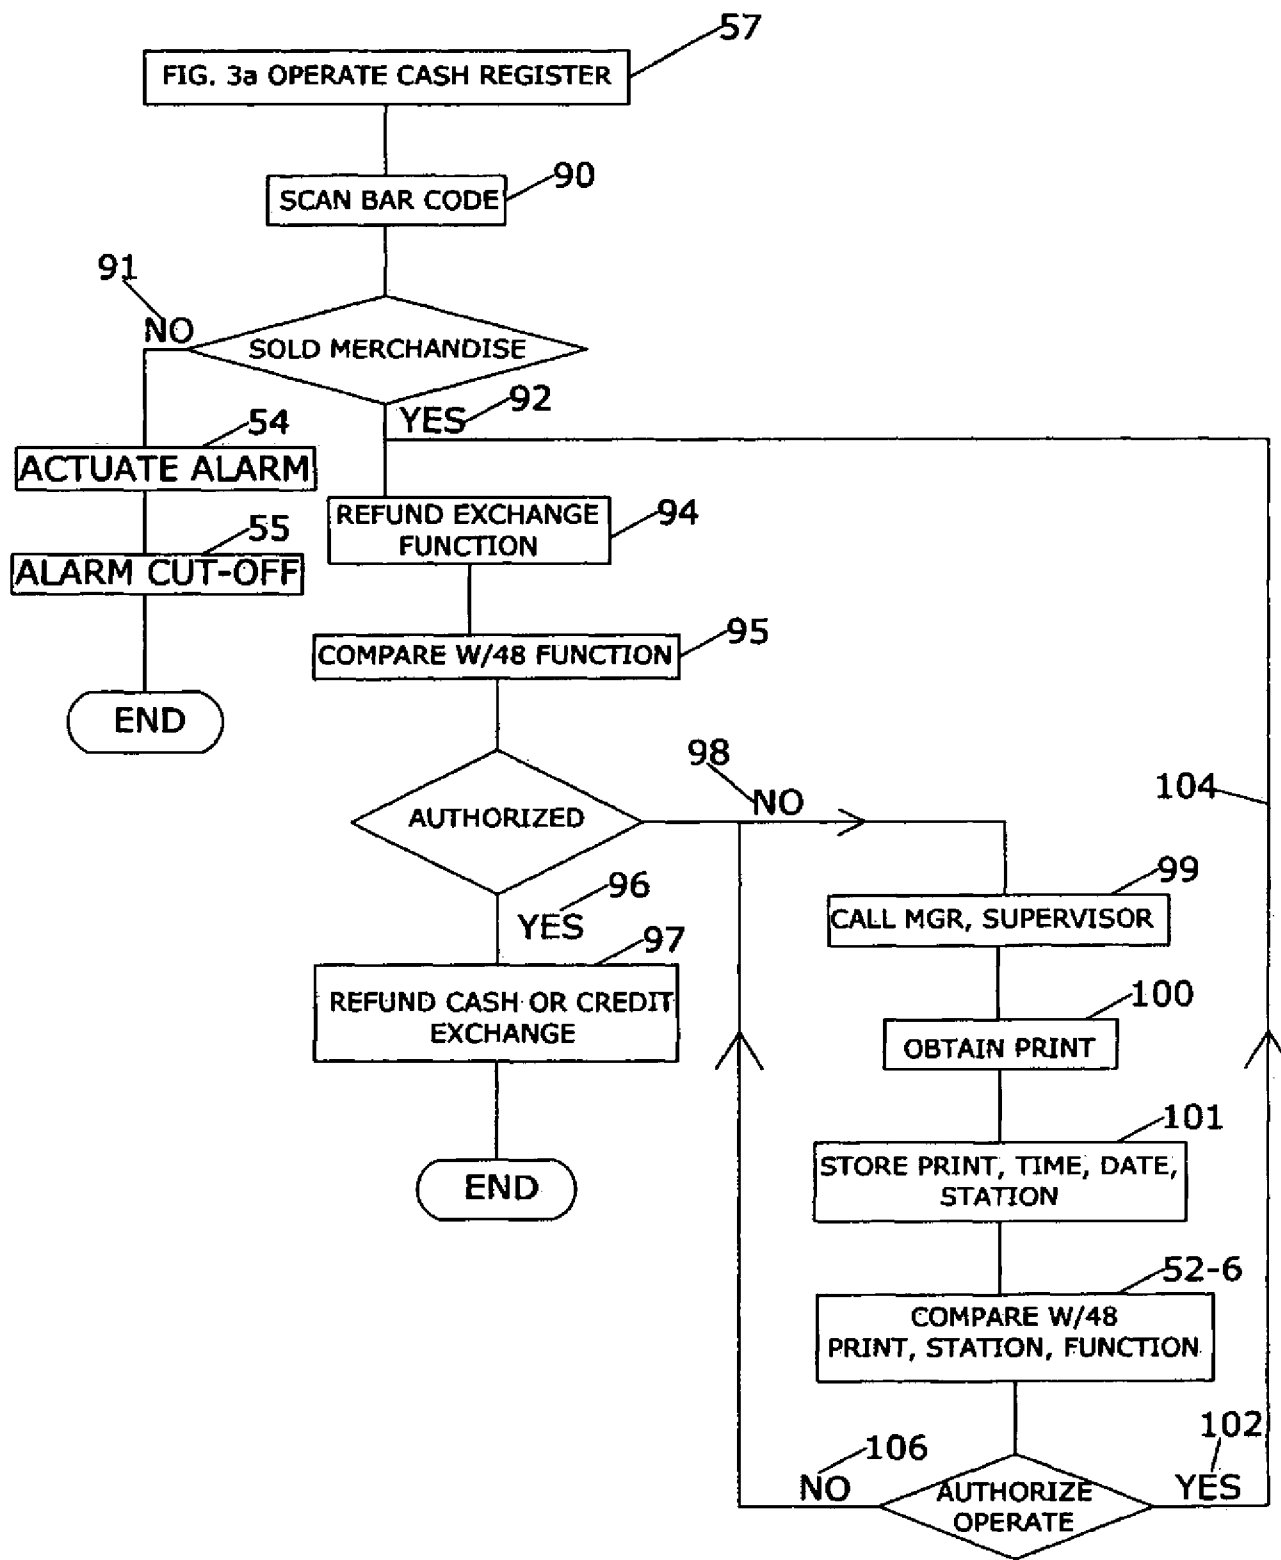 57
FIG. 3a OPERATE CASH REGISTER
90
SCAN BAR CODE
91
NO
SOLD MERCHANDISE
YES
92
54
ACTUATE ALARM
55
ALARM CUT-OFF
END
REFUND EXCHANGE
FUNCTION
94
COMPARE W/48 FUNCTION
95
AUTHORIZED
98
NO
104
96
YES
97
REFUND CASH OR CREDIT
EXCHANGE
END
99
CALL MGR, SUPERVISOR
100
OBTAIN PRINT
101
STORE PRINT, TIME, DATE,
STATION
52-6
COMPARE W/48
PRINT, STATION, FUNCTION
106
NO
AUTHORIZE
OPERATE
102
YES